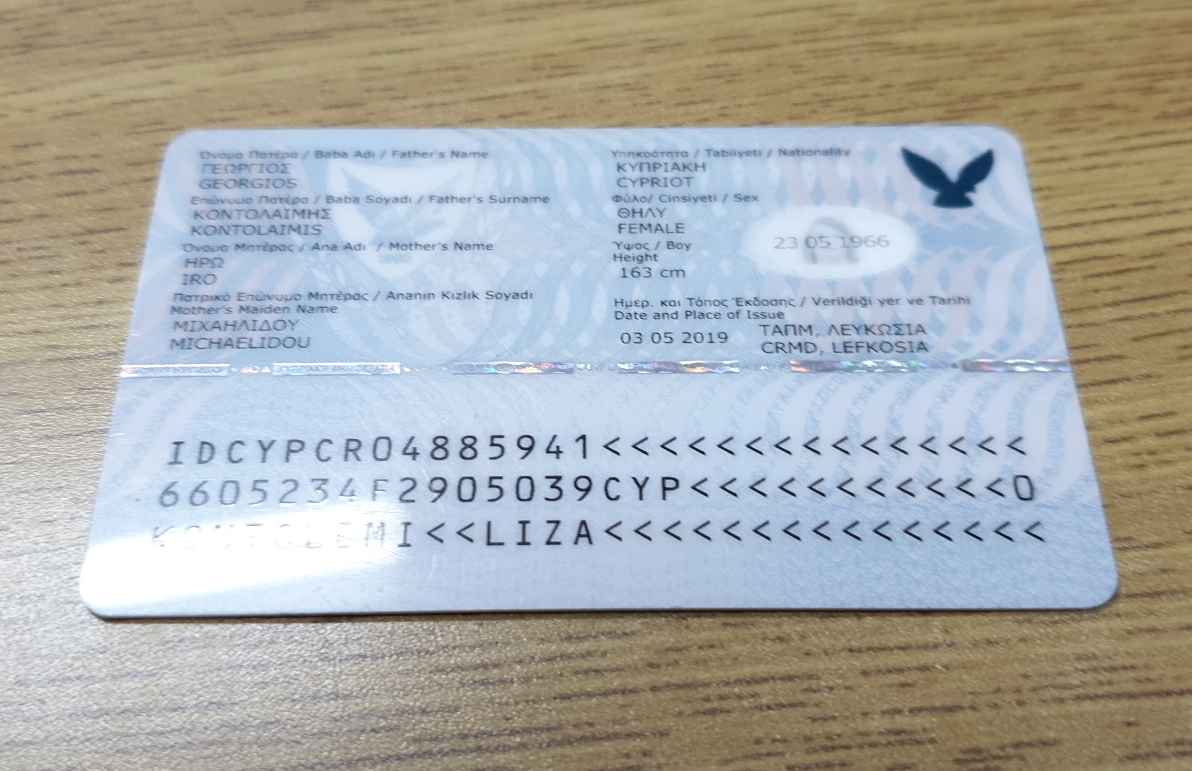 Όνομα Πατέρα / Baba Adı / Father's Name
ΓΕΩΡΓΙΟΣ
GEORGIOS
Επώνυμο Πατέρα / Baba Soyadı / Father's Surname
ΚΟΝΤΟΛΑΙΜΗΣ
KONTOLAIMIS
Όνομα Μητέρας / Ana Adı / Mother's Name
ΗΡΩ
IRO
Πατρικό Επώνυμο Μητέρας / Ananın Kızlık Soyadı
Mother's Maiden Name
ΜΙΧΑΗΛΙΔΟΥ
MICHAELIDOU
Υπηκοότητα / Tabiiyeti / Nationality
ΚΥΠΡΙΑΚΗ
CYPRIOT
Φύλο/ Cinsiyeti / Sex
ΘΗΛΥ
FEMALE
Ύψος / Boy
Height
163 cm
23 05 1966
Ημερ. και Τόπος Έκδοσης / Verildiği yer ve Tarihi
Date and Place of Issue
03 05 2019
ΤΑΠΜ, ΛΕΥΚΩΣΙΑ
CRMD, LEFKOSIA
IDCYPCR04885941<<<<<<<<<<<<<<<
6605234F2905039CYP<<<<<<<<<<<0
KONTOLEMI<<LIZA<<<<<<<<<<<<<<<